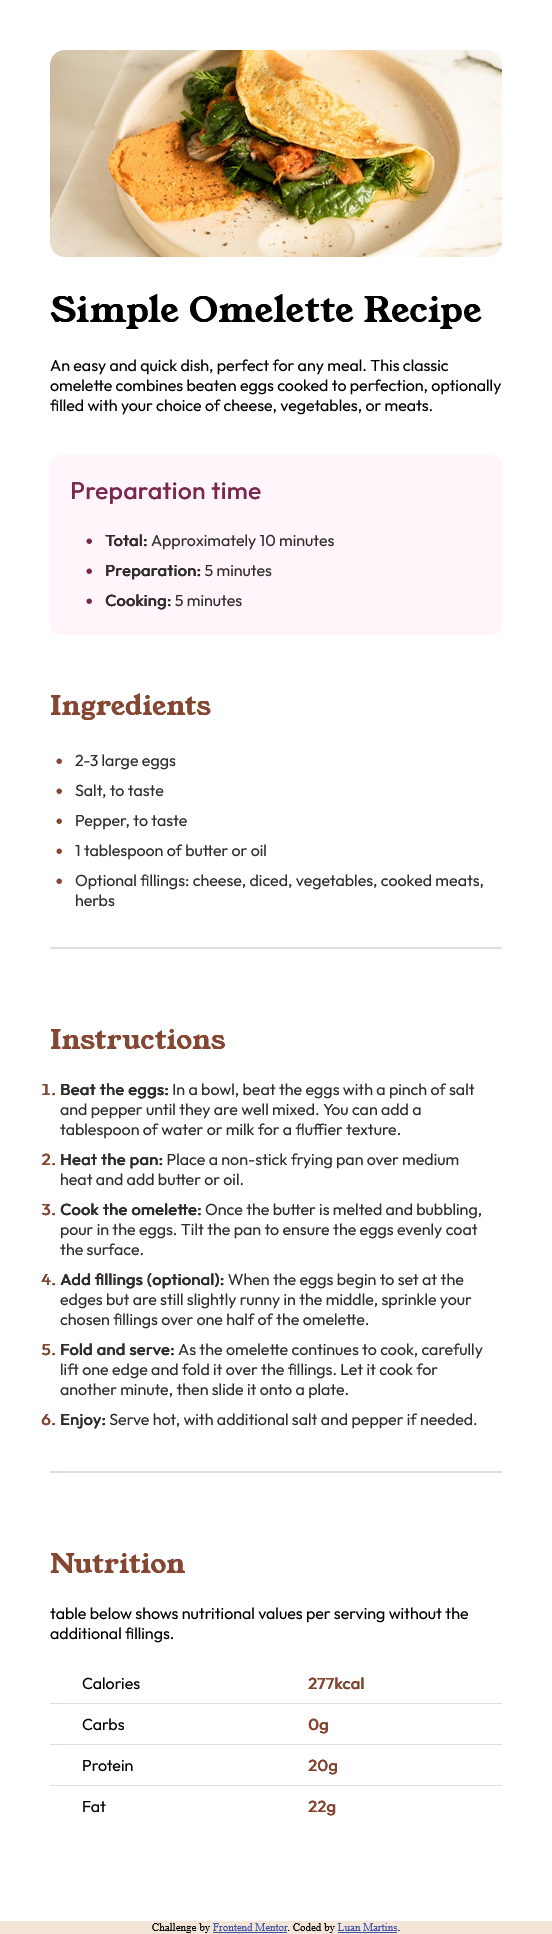 Simple Omelette Recipe
An easy and quick dish, perfect for any meal. This classic
omelette combines beaten eggs cooked to perfection, optionally
filled with your choice of cheese, vegetables, or meats.
Preparation time
• Total: Approximately 10 minutes
• Preparation: 5 minutes
• Cooking: 5 minutes
Ingredients
• 2-3 large eggs
• Salt, to taste
• Pepper, to taste
• 1 tablespoon of butter or oil
• Optional fillings: cheese, diced, vegetables, cooked meats,
herbs
Instructions
1. Beat the eggs: In a bowl, beat the eggs with a pinch of salt
and pepper until they are well mixed. You can add a
tablespoon of water or milk for a fluffier texture.
2. Heat the pan: Place a non-stick frying pan over medium
heat and add butter or oil.
3. Cook the omelette: Once the butter is melted and bubbling,
pour in the eggs. Tilt the pan to ensure the eggs evenly coat
the surface.
4. Add fillings (optional): When the eggs begin to set at the
edges but are still slightly runny in the middle, sprinkle your
chosen fillings over one half of the omelette.
5. Fold and serve: As the omelette continues to cook, carefully
lift one edge and fold it over the fillings. Let it cook for
another minute, then slide it onto a plate.
6. Enjoy: Serve hot, with additional salt and pepper if needed.
Nutrition
table below shows nutritional values per serving without the
additional fillings.
Calories 277kcal
Carbs 0g
Protein 20g
Fat 22g
Challenge by Frontend Mentor. Coded by Luan Martins.